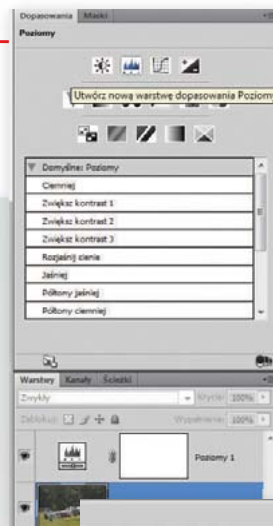 Dopasowania Maski
Poziomy
Utwórz nową warstwę dopasowania Poziomy
Domyślne: Poziomy
Ciemniej
Zwiększ kontrast 1
Zwiększ kontrast 2
Zwiększ kontrast 3
Rozjaśnij cienie
Jaśniej
Półtony jaśniej
Półtony ciemniej
Warstwy Kanały Ścieżki
Zwykły Krycie: 100%
Zablokuj: Wypełnienie: 100%
Poziomy 1